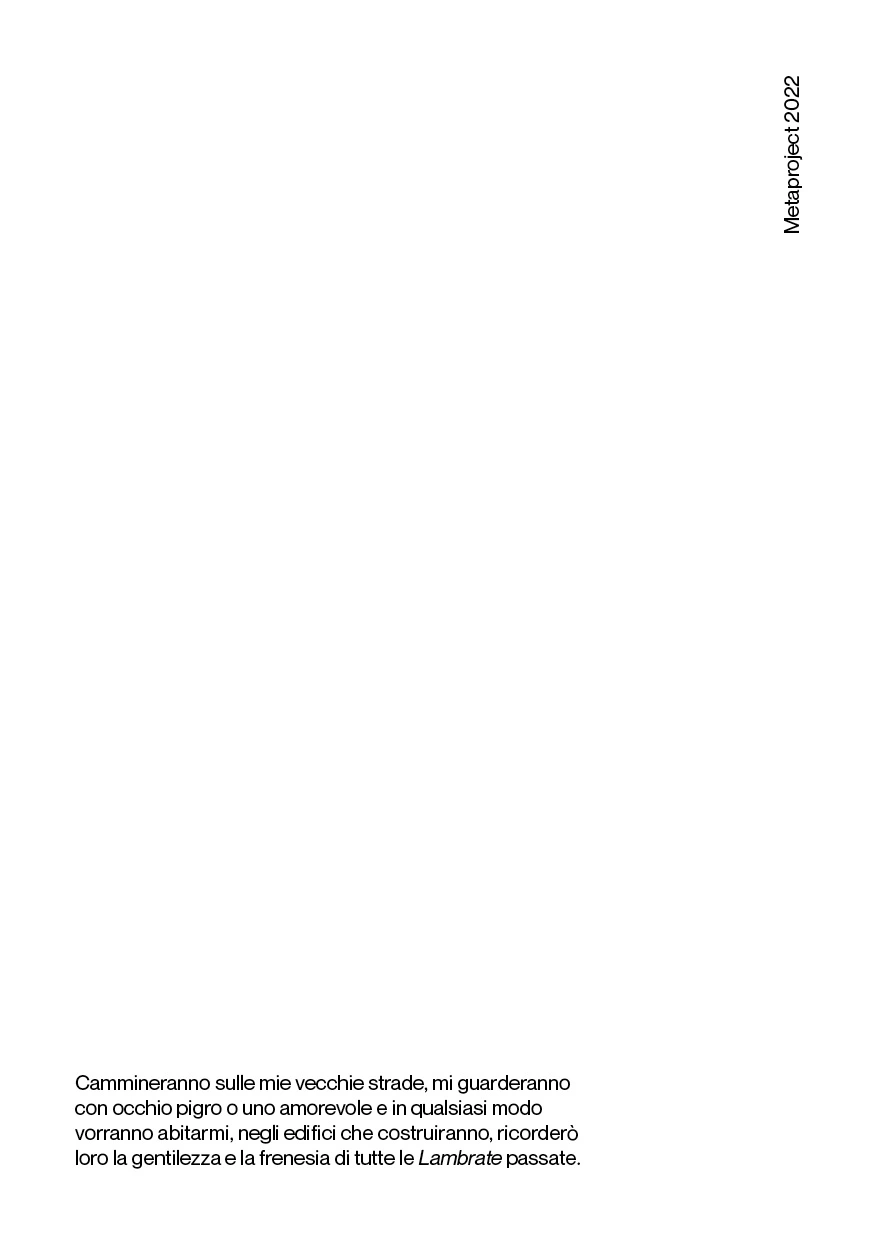 Metaproject 2022
Cammineranno sulle mie vecchie strade, mi guarderanno
con occhio pigro o uno amorevole e in qualsiasi modo
vorranno abitarmi, negli edifici che costruiranno, ricorderò
loro la gentilezza e la frenesia di tutte le Lambrate passate.